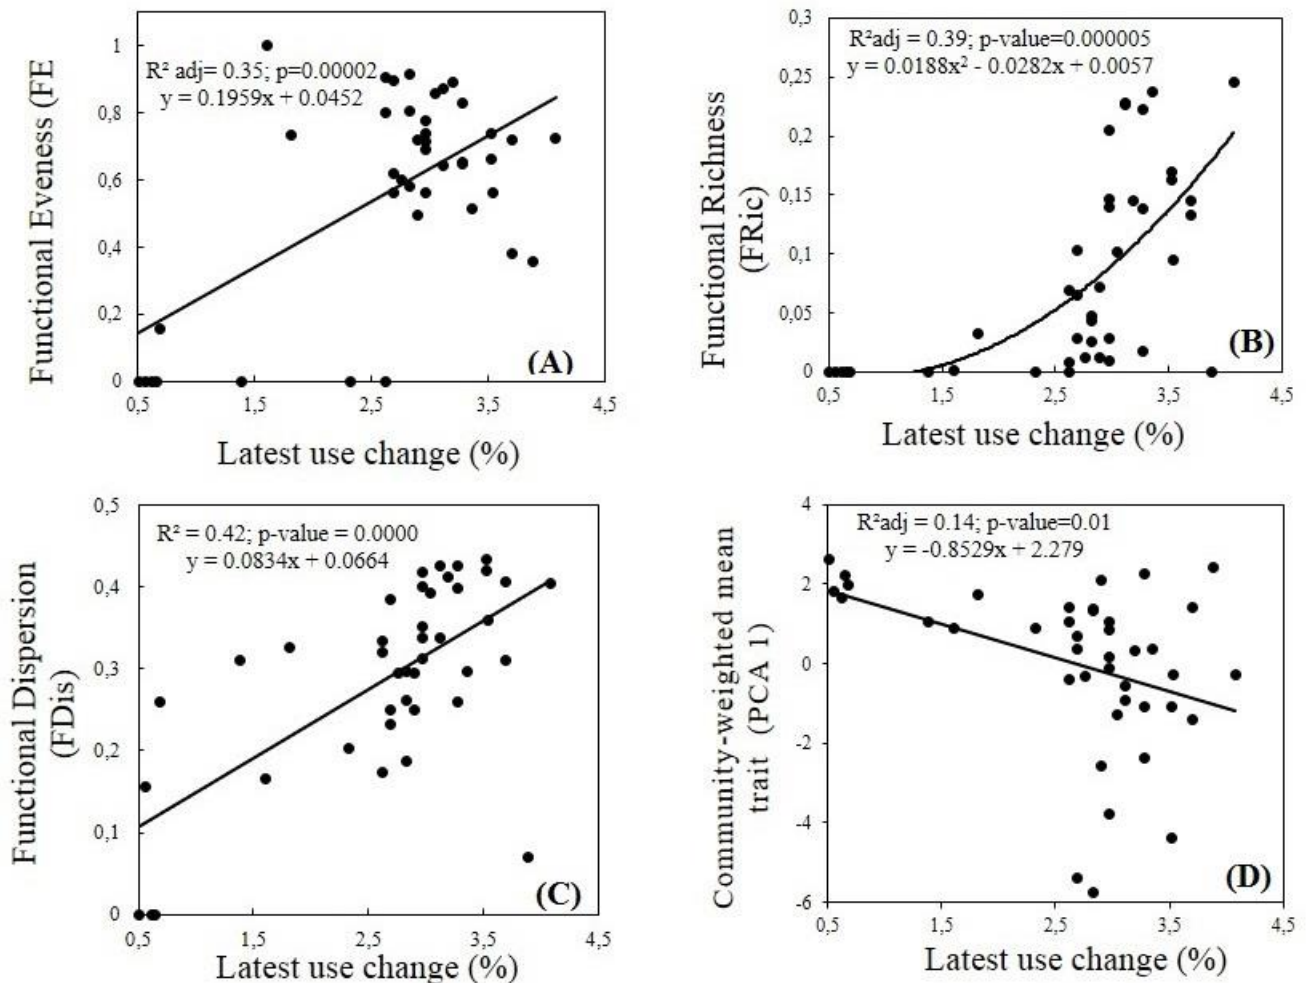 Functional Eveness (FE
1
0,8
0,6
0,4
0,2
0
R² adj= 0.35; p=0.00002
y = 0.1959x + 0.0452
(A)
0,5 1,5 2,5 3,5 4,5
Latest use change (%)
Functional Richness
(FRic)
0,3
0,25
0,2
0,15
0,1
0,05
0
R²adj = 0.39; p-value=0.000005
y = 0.0188x² - 0.0282x + 0.0057
(B)
0,5 1,5 2,5 3,5 4,5
Latest use change (%)
Functional Dispersion
(FDis)
0,5
0,4
0,3
0,2
0,1
0
R² = 0.42; p-value = 0.0000
y = 0.0834x + 0.0664
(C)
0,5 1,5 2,5 3,5 4,5
Latest use change (%)
Community-weighted mean
trait (PCA 1)
4
2
0
-2
-4
-6
R²adj = 0.14; p-value=0.01
y = -0.8529x + 2.279
(D)
0,5 1,5 2,5 3,5 4,5
Latest use change (%)